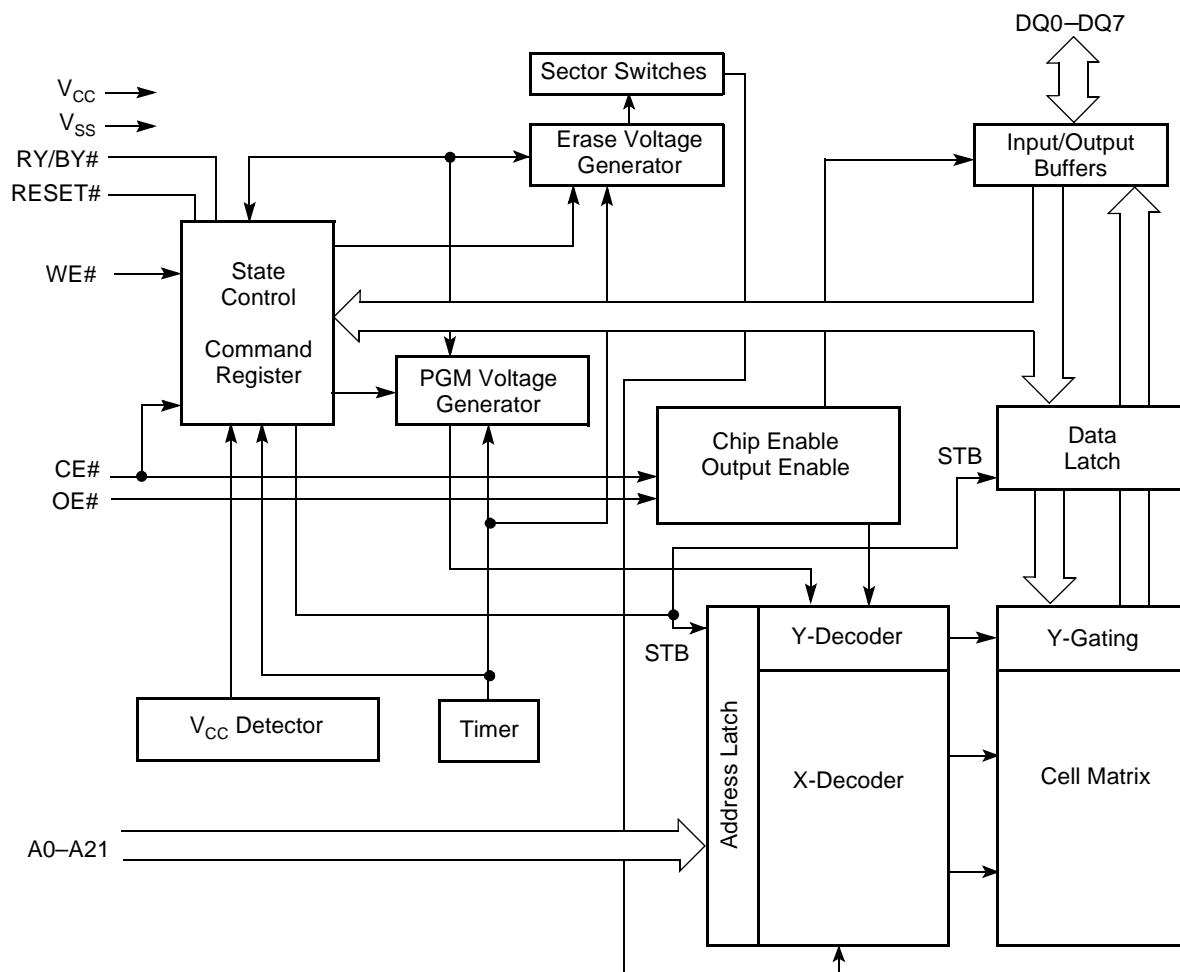 DQ0–DQ7
Sector Switches
V_CC
V_SS
RY/BY#
RESET#
Erase Voltage
Generator
Input/Output
Buffers
WE#
State
Control
Command
Register
PGM Voltage
Generator
Chip Enable
Output Enable
Data
Latch
STB
CE#
OE#
STB
Y-Decoder
Y-Gating
V_CC Detector
Timer
Address Latch
X-Decoder
Cell Matrix
A0–A21